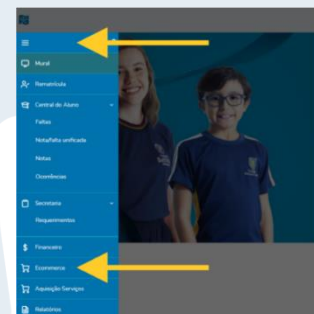 Mural
Rematrícula
Central do Aluno
Faltas
Nota/falta unificada
Notas
Ocorrências
Secretaria
Requerimentos
Financeiro
Ecommerce
Aquisição Serviços
Relatórios